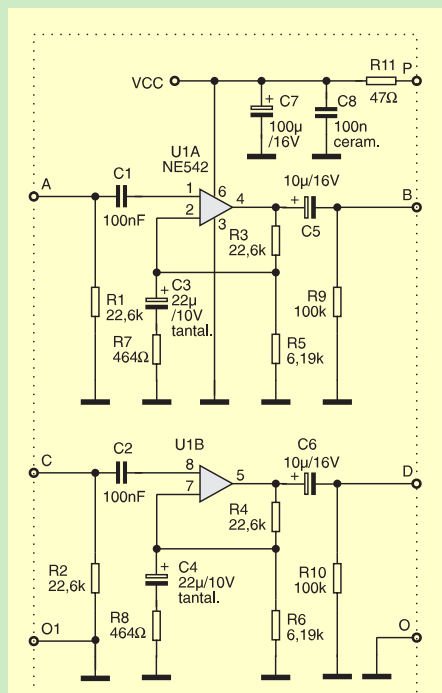 R11
P
VCC
47Ω
+
C7
C8
100µ
/16V
100n
ceram.
U1A
NE542
A
C1
1
6
4
10µ/16V
B
100nF
2
3
+
C5
R3
22,6k
R1
22,6k
+
C3
22µ
/10V
tantal.
R7
464Ω
R5
6,19k
R9
100k
C
C2
8
U1B
5
C6
10µ/16V
D
100nF
7
+
R4
22,6k
R2
22,6k
+
C4
22µ/10V
tantal.
R8
464Ω
R6
6,19k
R10
100k
O1
O